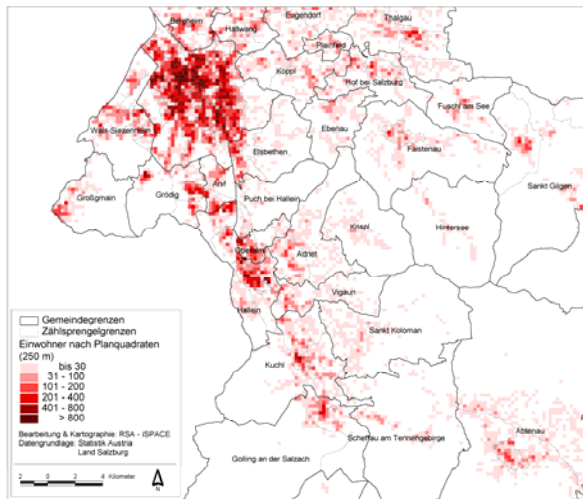 Bergheim
Hallwang
Eugendorf
Thalgau
Plainfeld
Koppl
Hof bei Salzburg
Fuschl am See
Wals-Siezenheim
Ebenau
Elsbethen
Faistenau
Sankt Gilgen
Großgmain
Grödig
Anif
Puch bei Hallein
Krispl
Hintersee
Oberalm
Adnet
Vigaun
Hallein
Sankt Koloman
Kuchl
Abtenau
Scheffau am Tennengebirge
Golling an der Salzach
Gemeindegrenzen
Zählsprengelgrenzen
Einwohner nach Planquadraten
(250 m)
bis 30
31 - 100
101 - 200
201 - 400
401 - 800
> 800
Bearbeitung & Kartographie: RSA - iSPACE
Datengrundlage: Statistik Austria
Land Salzburg
2 0 2 4 Kilometer
N